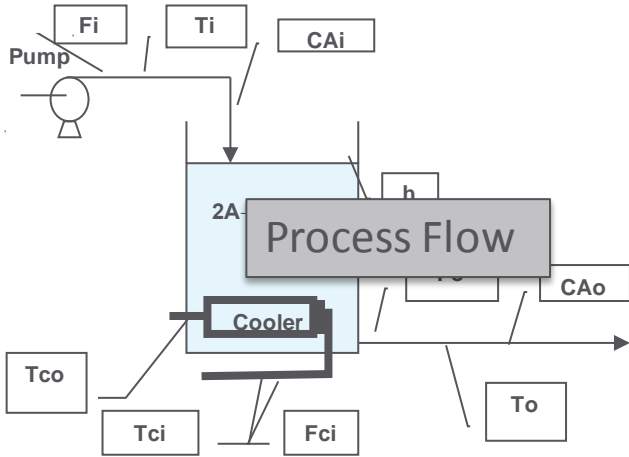 Fi
Ti
CAi
Pump
h
2A
Process Flow
CAo
Cooler
Tco
To
Tci
Fci